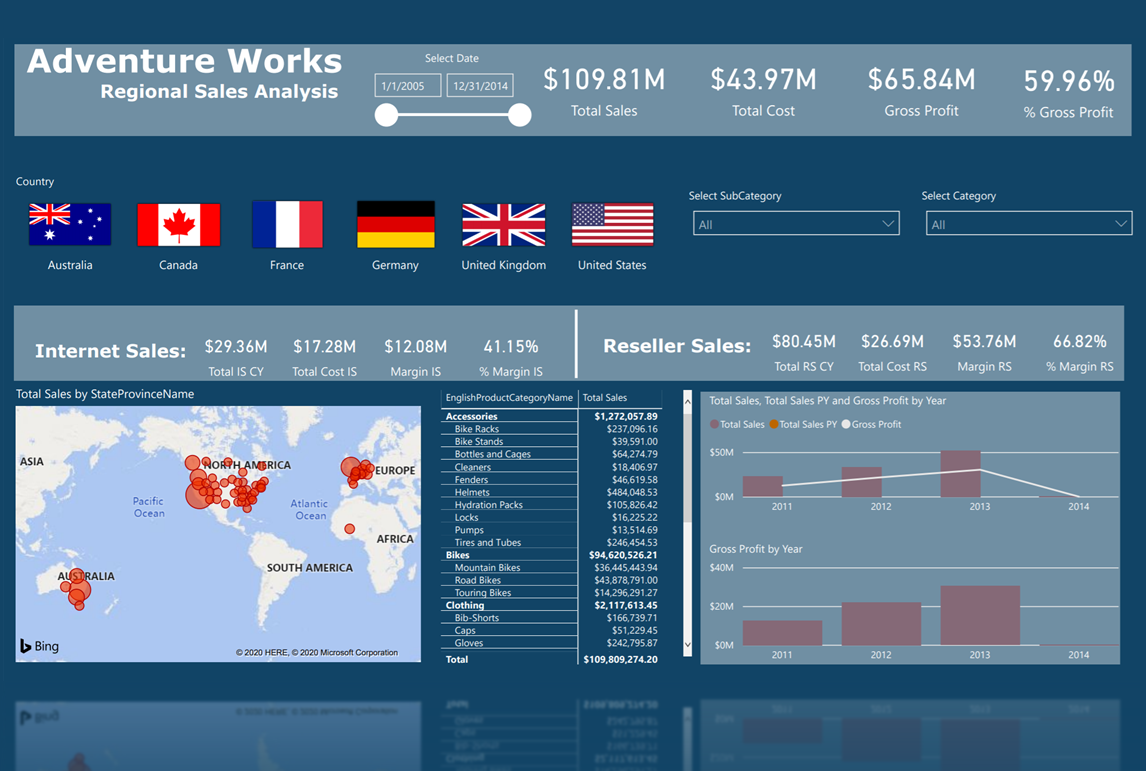 Adventure Works
Regional Sales Analysis
Select Date
1/1/2005 12/31/2014
$109.81M
Total Sales
$43.97M
Total Cost
$65.84M
Gross Profit
59.96%
% Gross Profit
Country
Australia
Canada
France
Germany
United Kingdom
United States
Select SubCategory
All
Select Category
All
Internet Sales:
$29.36M
Total IS CY
$17.28M
Total Cost IS
$12.08M
Margin IS
41.15%
% Margin IS
Reseller Sales:
$80.45M
Total RS CY
$26.69M
Total Cost RS
$53.76M
Margin RS
66.82%
% Margin RS
Total Sales by StateProvinceName
ASIA
NORTH AMERICA
EUROPE
Pacific
Ocean
Atlantic
Ocean
AFRICA
SOUTH AMERICA
AUSTRALIA
Bing
© 2020 HERE, © 2020 Microsoft Corporation
EnglishProductCategoryName Total Sales
Accessories $1,272,057.89
Bike Racks $237,096.16
Bike Stands $39,591.00
Bottles and Cages $64,274.79
Cleaners $18,406.97
Fenders $46,619.58
Helmets $484,048.53
Hydration Packs $105,826.42
Locks $16,225.22
Pumps $13,514.69
Tires and Tubes $246,454.53
Bikes $94,620,526.21
Mountain Bikes $36,445,443.94
Road Bikes $43,878,791.00
Touring Bikes $14,296,291.27
Clothing $2,117,613.45
Bib-Shorts $166,739.71
Caps $51,229.45
Gloves $242,795.87
Total $109,809,274.20
Total Sales, Total Sales PY and Gross Profit by Year
Total Sales Total Sales PY Gross Profit
$50M
$0M
2011 2012 2013 2014
Gross Profit by Year
$40M
$20M
$0M
2011 2012 2013 2014